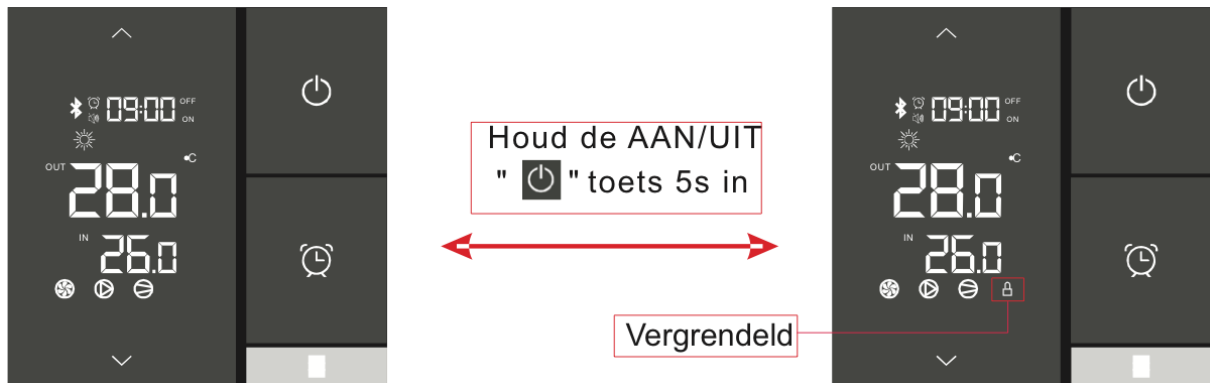 09:00 OFF
ON
OUT 28.0 °C
IN 26.0
Houd de AAN/UIT
" " toets 5s in
09:00 OFF
ON
OUT 28.0 °C
IN 26.0
Vergrendeld